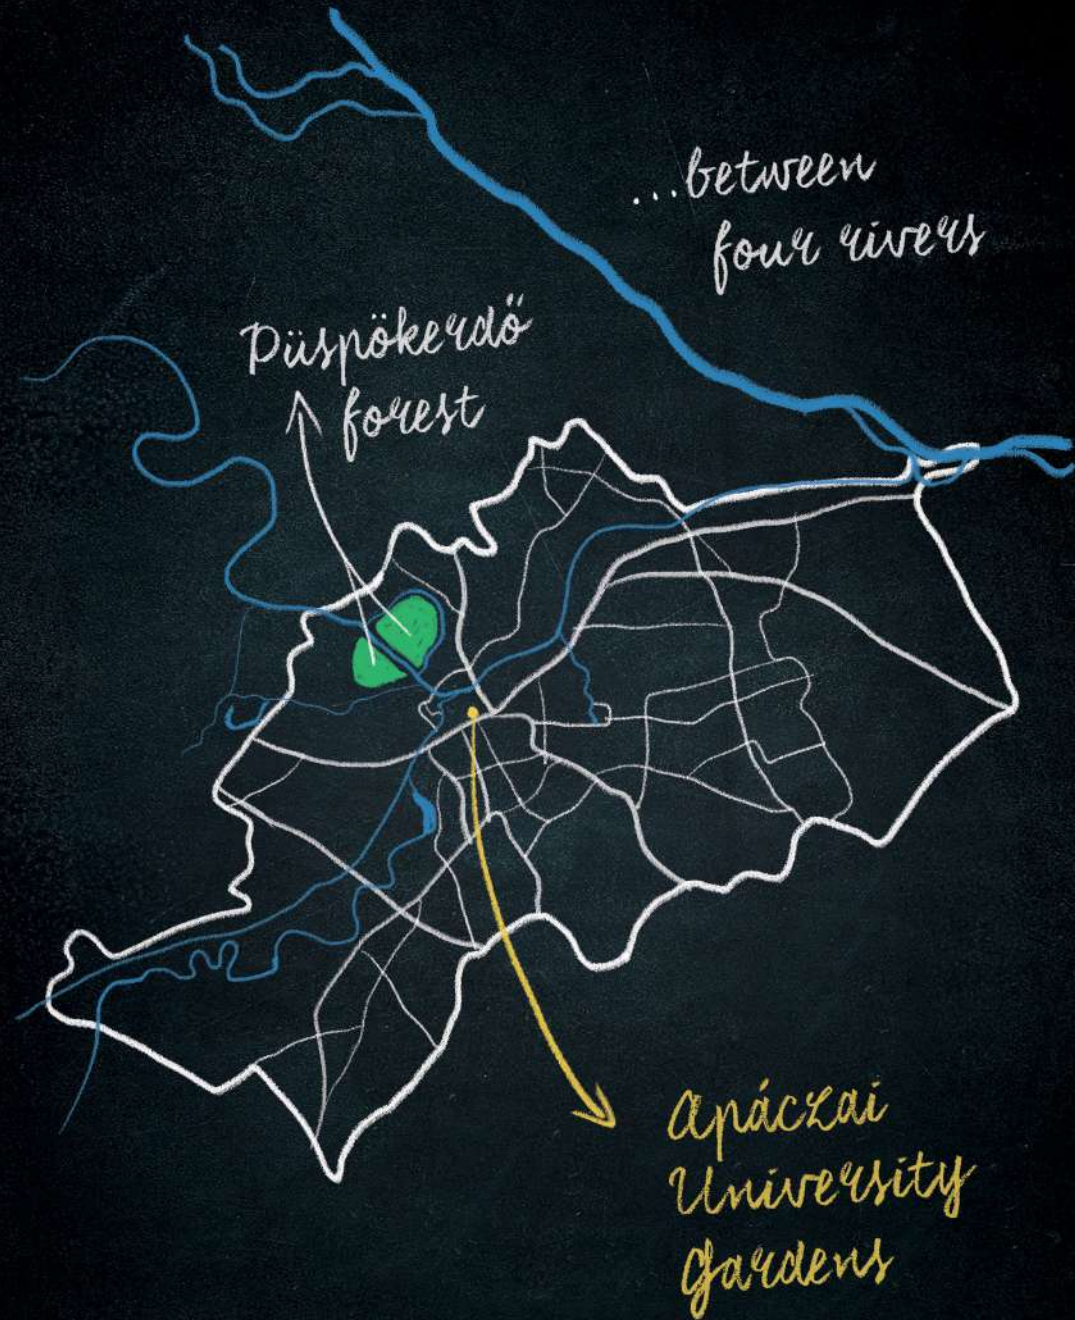 ...between
four rivers
Püspökerdő
forest
Apáczai
University
Gardens